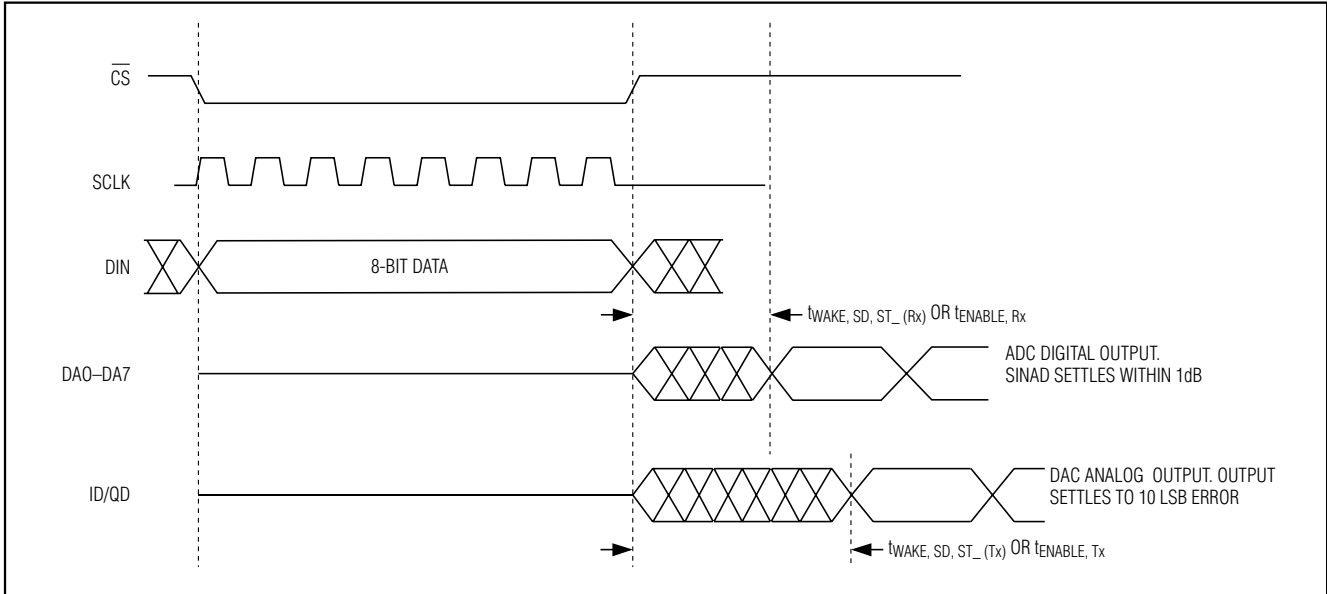 CS
SCLK
DIN
8-BIT DATA
tWAKE, SD, ST_ (Rx) OR tENABLE, Rx
DA0–DA7
ADC DIGITAL OUTPUT.
SINAD SETTLES WITHIN 1dB
ID/QD
DAC ANALOG OUTPUT. OUTPUT
SETTLES TO 10 LSB ERROR
tWAKE, SD, ST_ (Tx) OR tENABLE, Tx